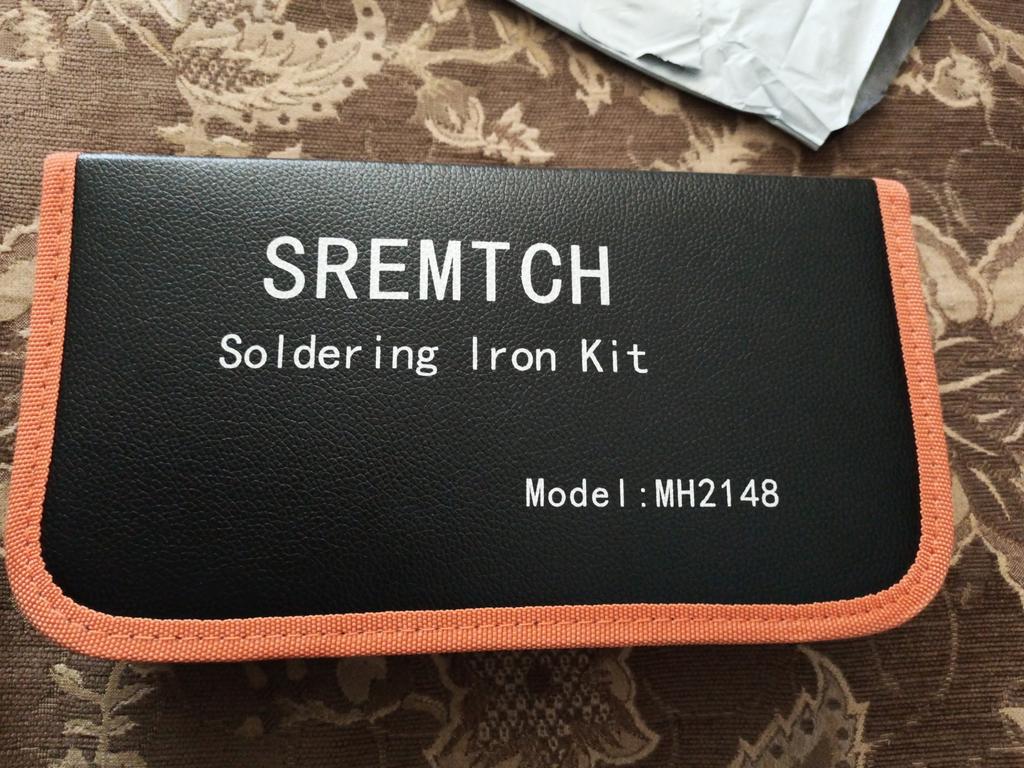 SREMTCH
Soldering Iron Kit
Model:MH2148